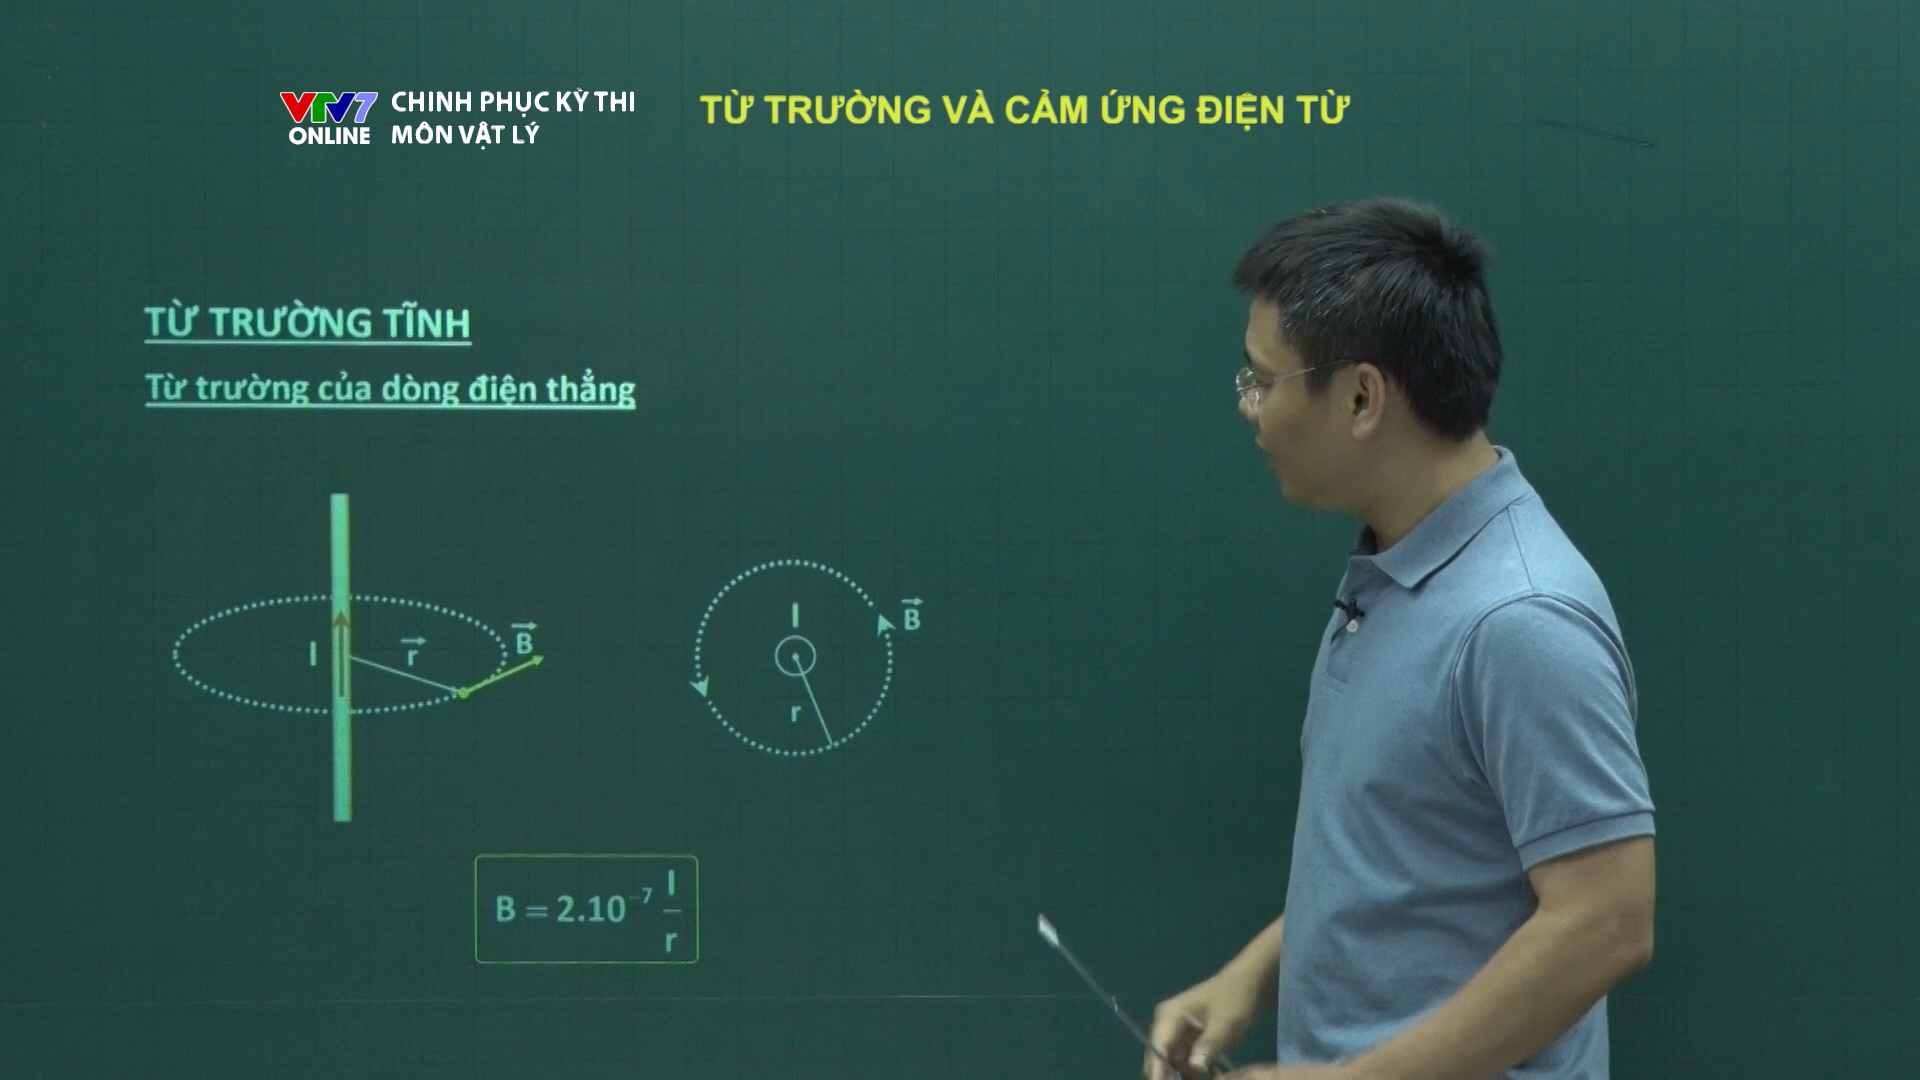 VTV7
ONLINE
CHINH PHỤC KỲ THI
MÔN VẬT LÝ
TỪ TRƯỜNG VÀ CẢM ỨNG ĐIỆN TỪ
TỪ TRƯỜNG TĨNH
Từ trường của dòng điện thẳng
I
r⃗
B⃗
I
r
B⃗
B = 2.10⁻⁷ I/r